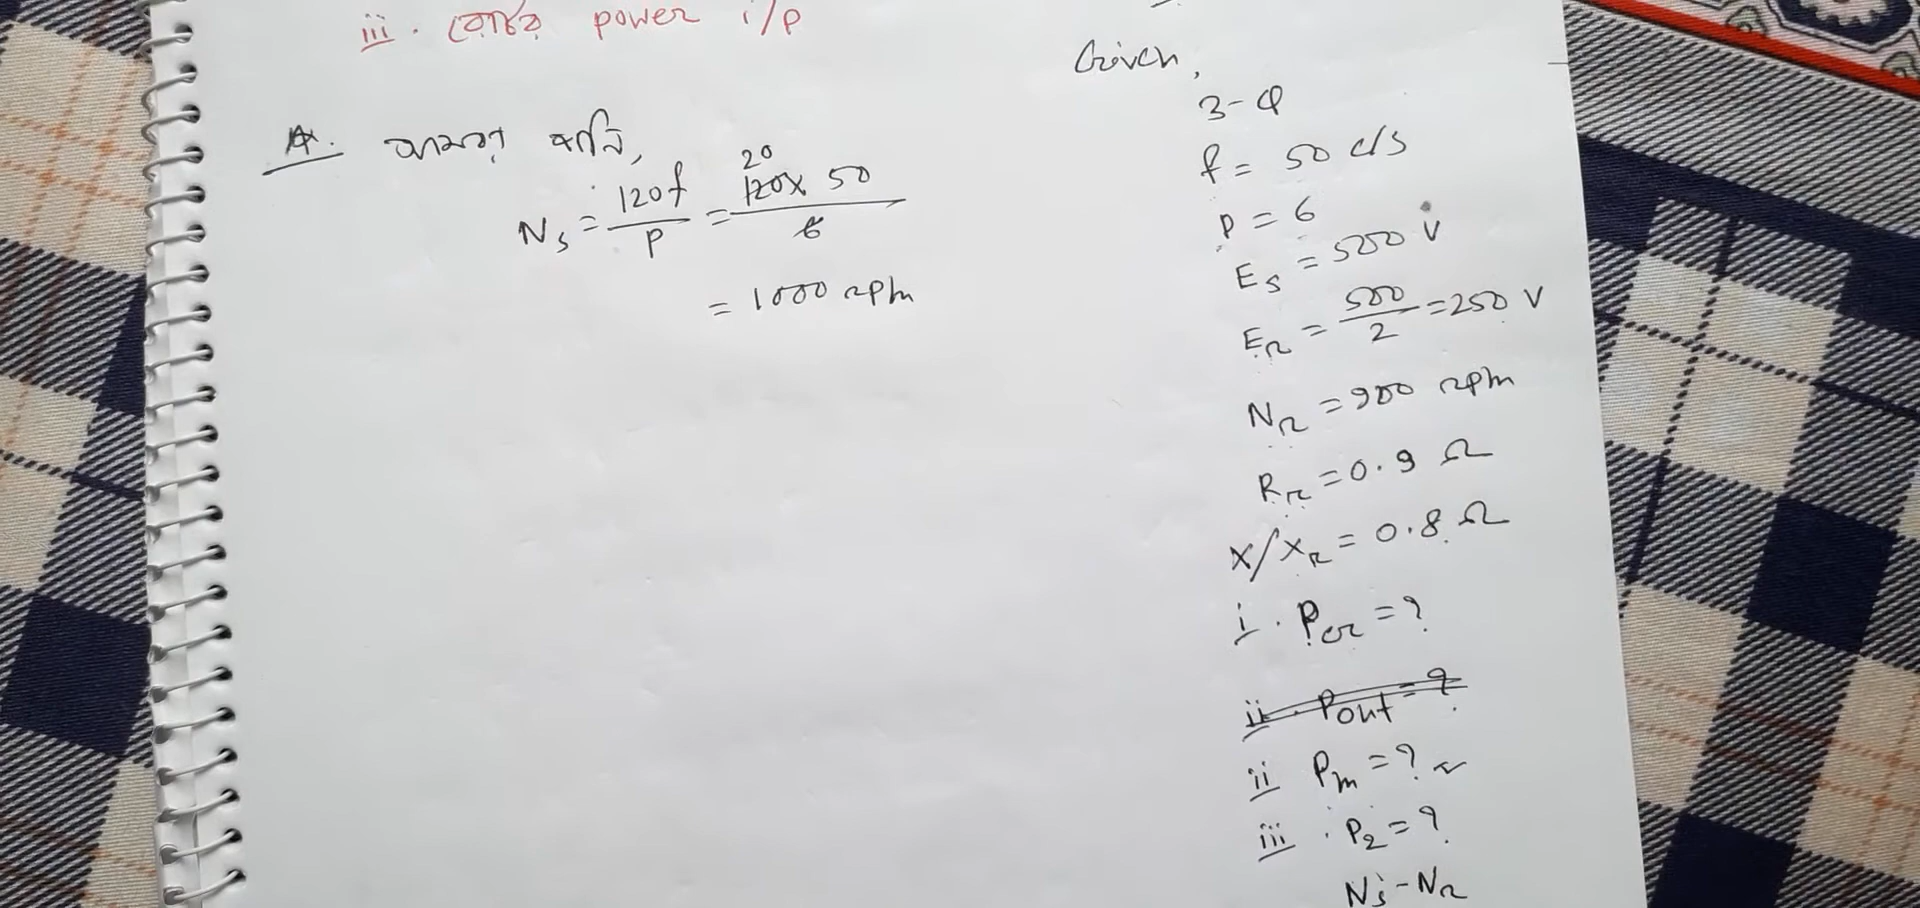 iii. রোটর power i/p
A. আমরা জানি,
Ns = 120f/P = 120x 50/6
20
= 1000 rpm
Given,
3-φ
f = 50 c/s
P = 6
Es = 500 V
ER = 500/2 = 250 V
NR = 900 rpm
RR = 0.9 Ω
X/XR = 0.8 Ω
i. Pcr = ?
ii. Pout = ?
ii Pm = ?
iii. P2 = ?
Ns - NR